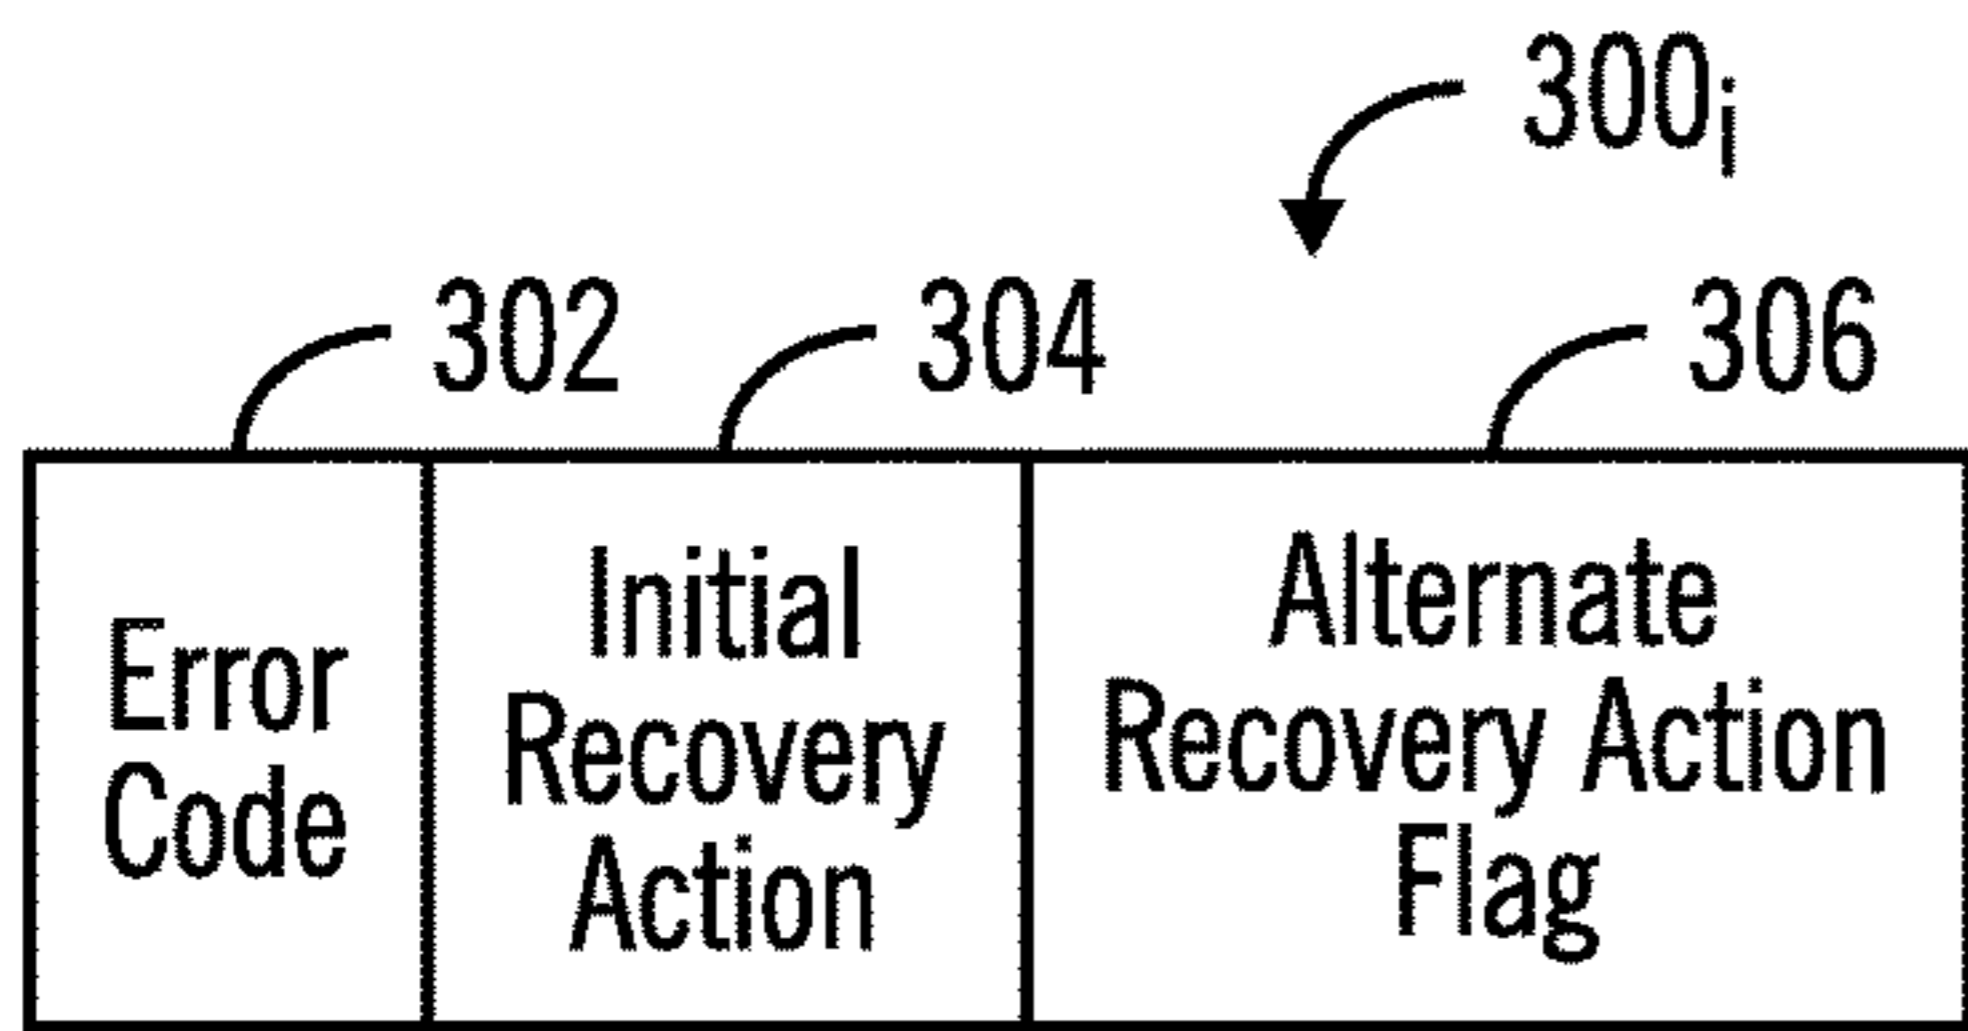 300i
302
304
306
Error
Code
Initial
Recovery
Action
Alternate
Recovery Action
Flag